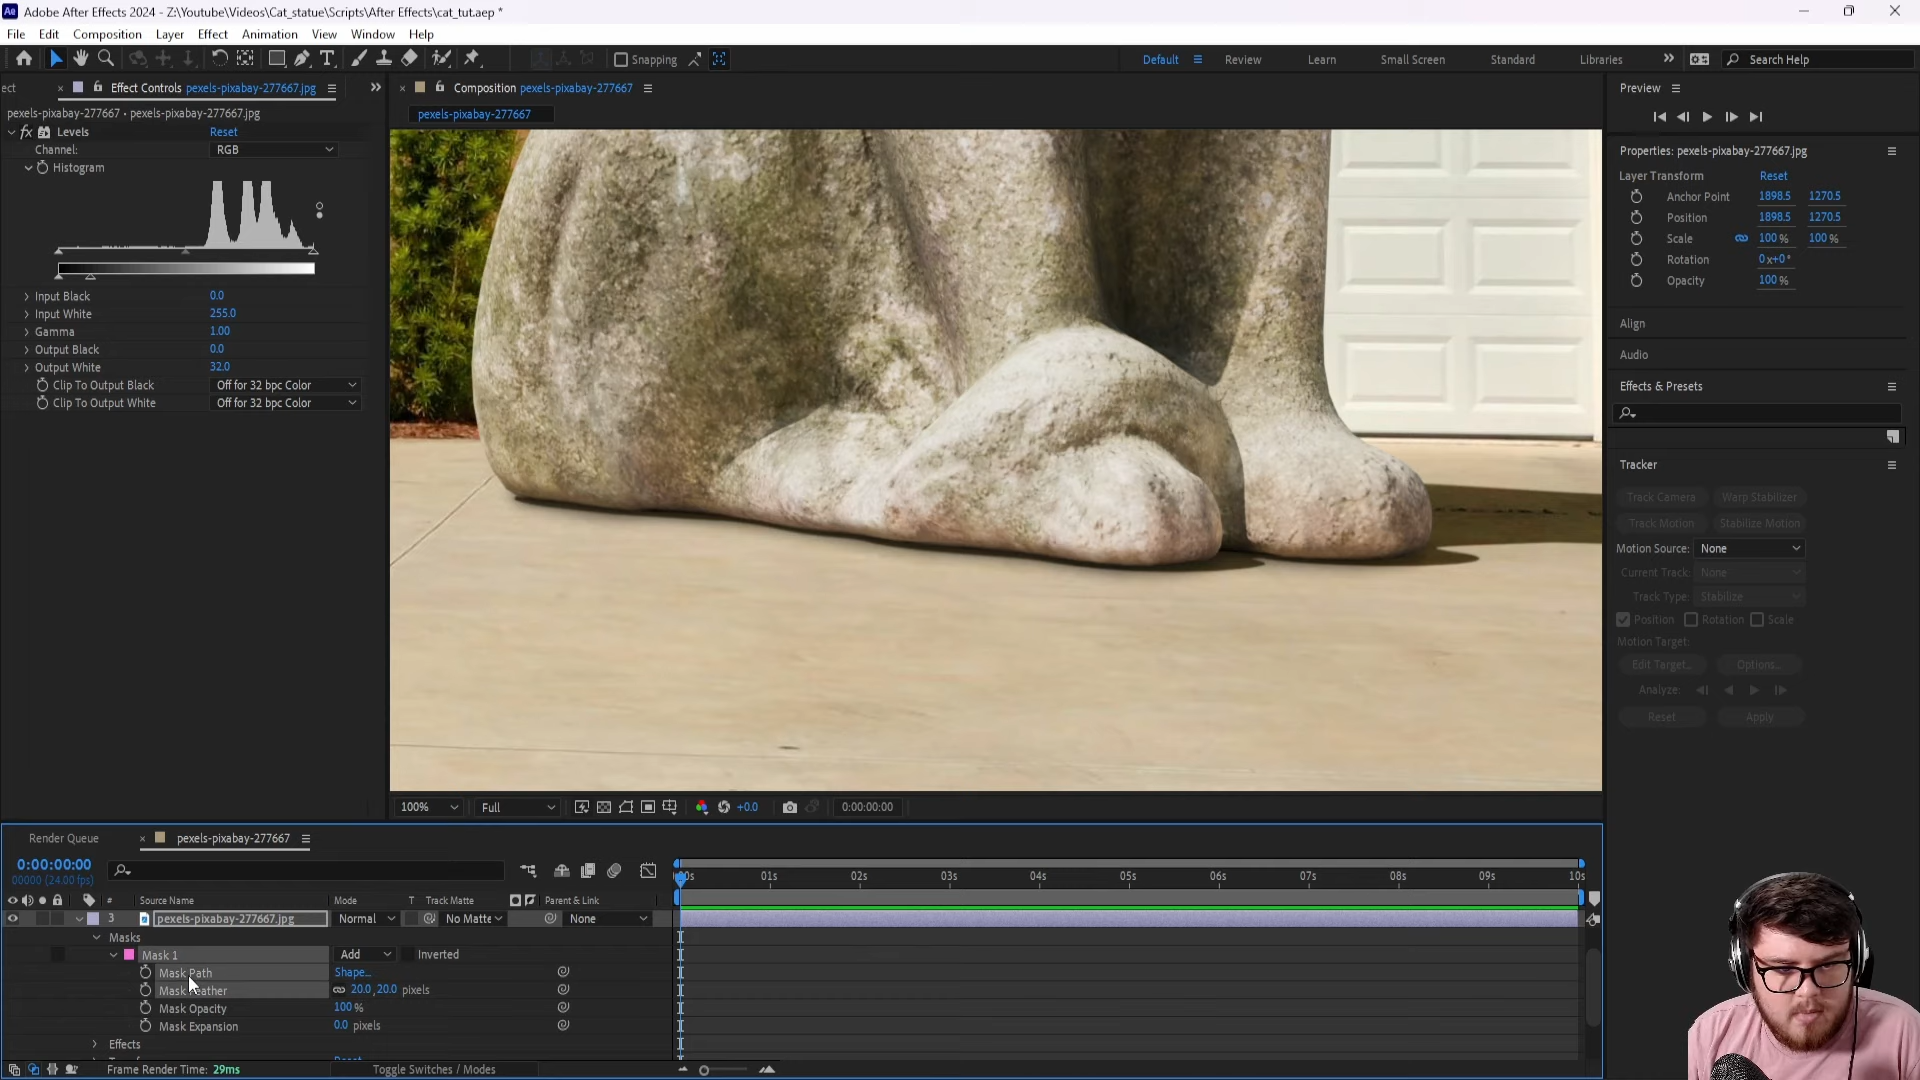 Adobe After Effects 2024 - Z:\Youtube\Videos\Cat_statue\Scripts\After Effects\cat_tut.aep *
File Edit Composition Layer Effect Animation View Window Help
Snapping Default Review Learn Small Screen Standard Libraries Search Help
ect Effect Controls pexels-pixabay-277667.jpg
pexels-pixabay-277667 • pexels-pixabay-277667.jpg
fx Levels Reset
Channel: RGB
Histogram
Input Black 0.0
Input White 255.0
Gamma 1.00
Output Black 0.0
Output White 32.0
Clip To Output Black Off for 32 bpc Color
Clip To Output White Off for 32 bpc Color
Composition pexels-pixabay-277667
pexels-pixabay-277667
100% Full +0.0 0:00:00:00
Preview
Properties: pexels-pixabay-277667.jpg
Layer Transform Reset
Anchor Point 1898.5 1270.5
Position 1898.5 1270.5
Scale 100 % 100 %
Rotation 0x+0°
Opacity 100 %
Align
Audio
Effects & Presets
Tracker
Track Camera Warp Stabilizer
Track Motion Stabilize Motion
Motion Source: None
Current Track: None
Track Type: Stabilize
Position Rotation Scale
Motion Target:
Edit Target... Options...
Analyze:
Reset Apply
Render Queue pexels-pixabay-277667
0:00:00:00
00000 (24.00 fps)
# Source Name Mode T Track Matte Parent & Link
3 pexels-pixabay-277667.jpg Normal No Matte None
Masks
Mask 1 Add Inverted
Mask Path Shape...
Mask Feather 20.0,20.0 pixels
Mask Opacity 100 %
Mask Expansion 0.0 pixels
Effects
Reset
01s 02s 03s 04s 05s 06s 07s 08s 09s 10s
Frame Render Time: 29ms Toggle Switches / Modes